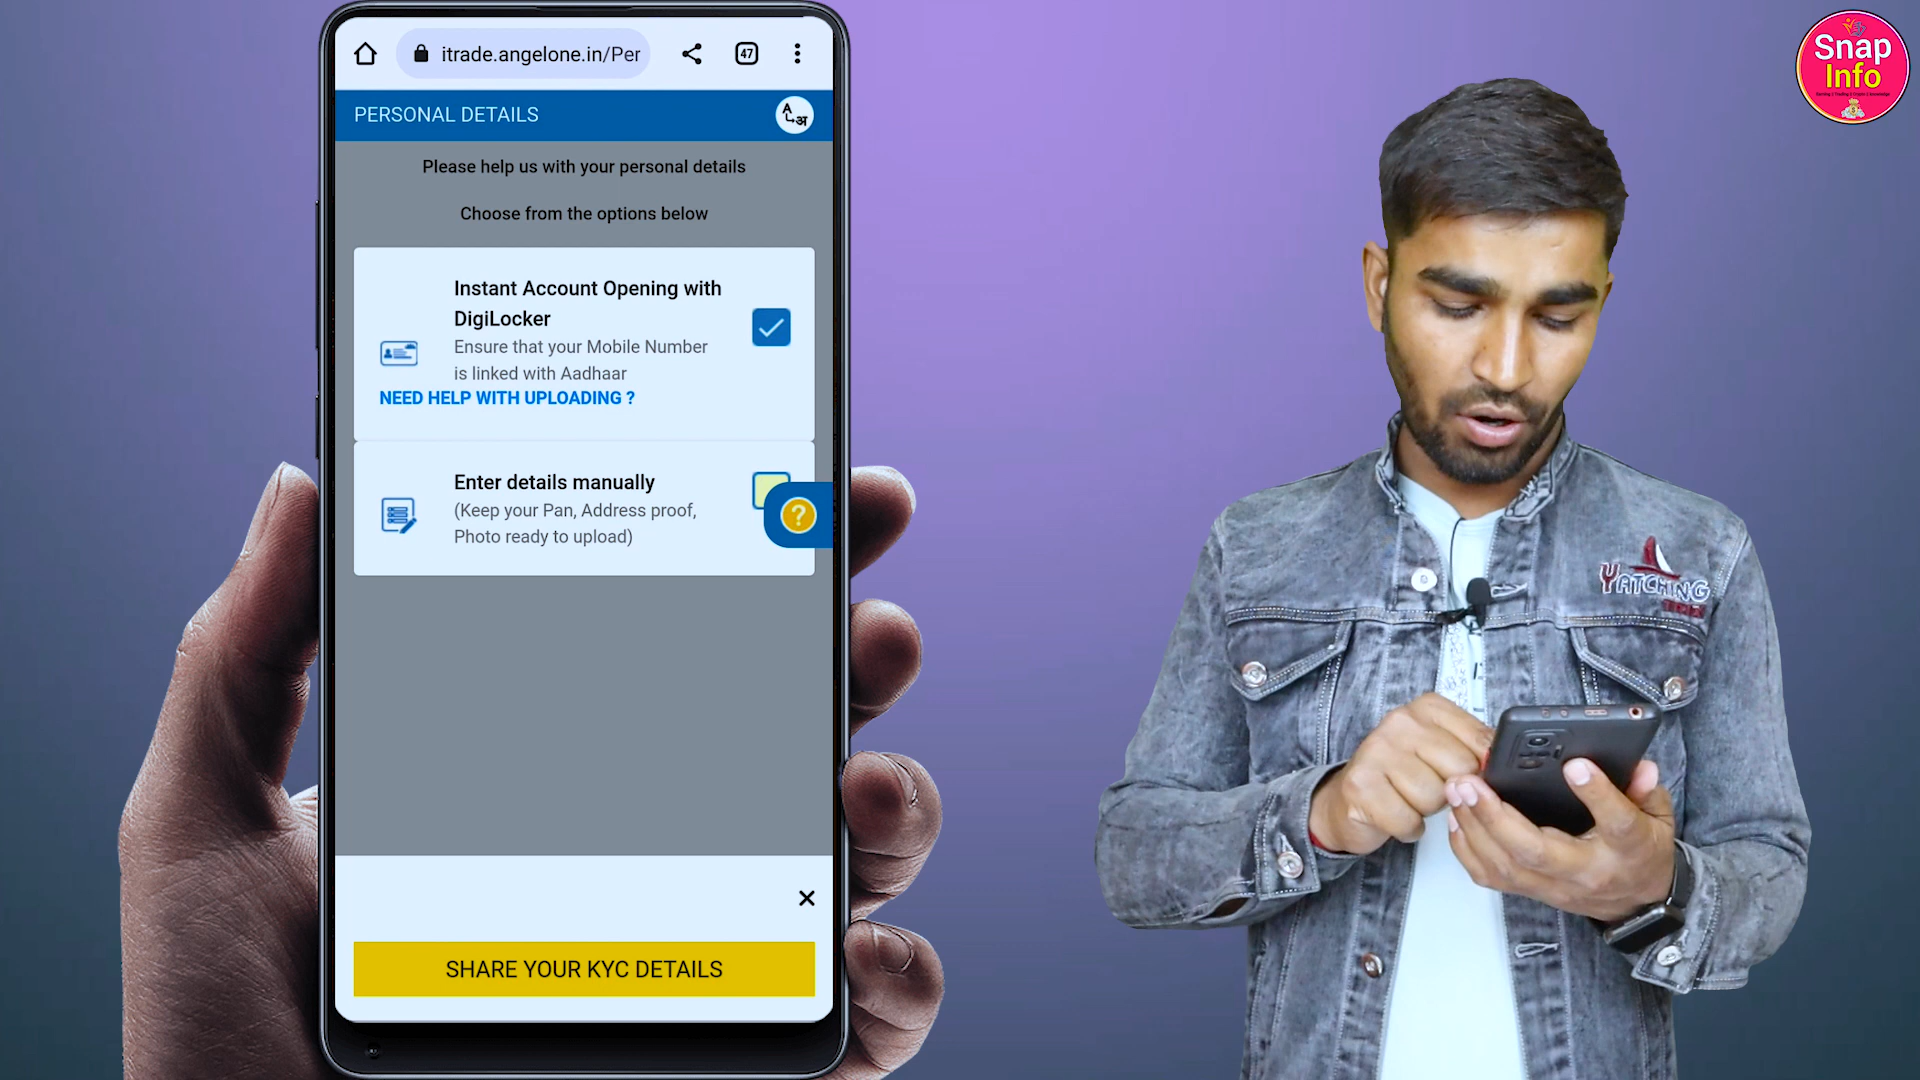 itrade.angelone.in/Per
47
PERSONAL DETAILS
A
अ
Please help us with your personal details
Choose from the options below
Instant Account Opening with
DigiLocker
Ensure that your Mobile Number
is linked with Aadhaar
NEED HELP WITH UPLOADING ?
Enter details manually
(Keep your Pan, Address proof,
Photo ready to upload)
?
SHARE YOUR KYC DETAILS
Snap
Info
YATCHING